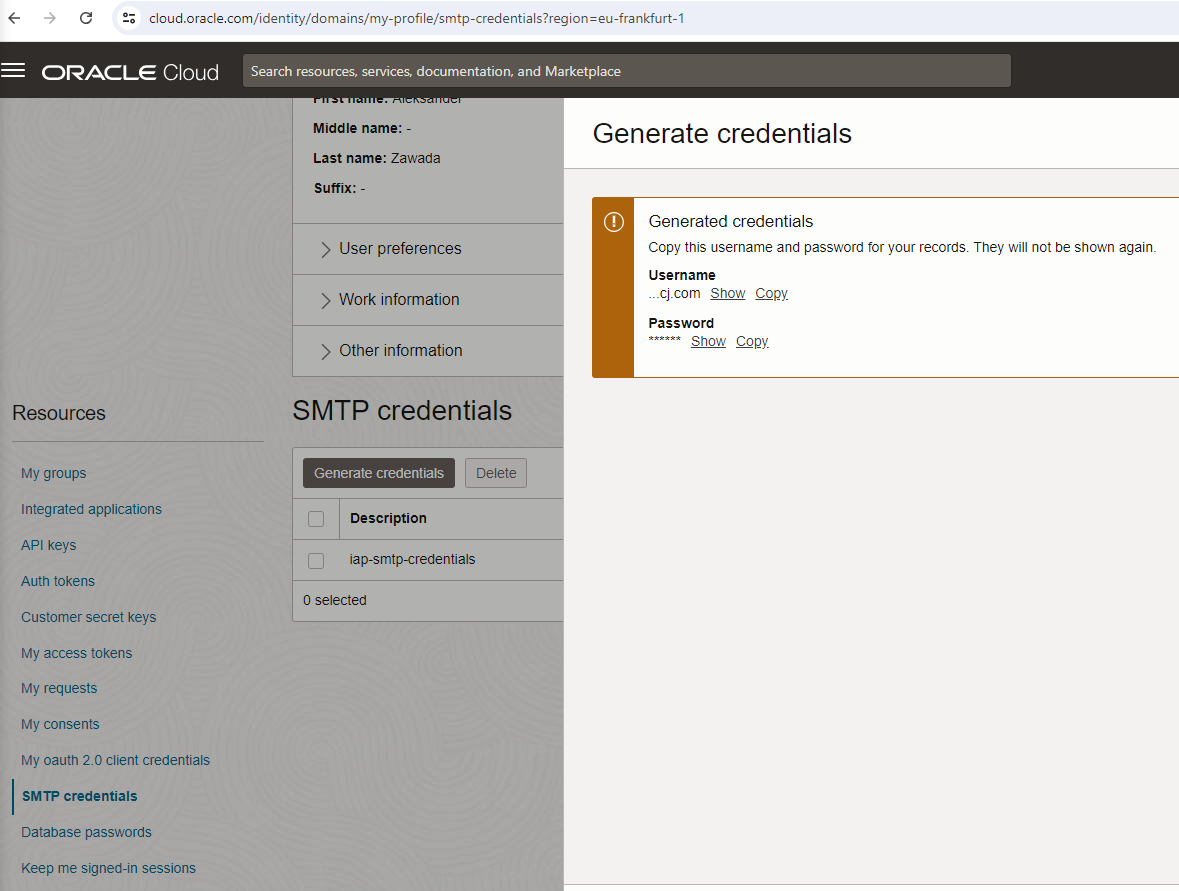 cloud.oracle.com/identity/domains/my-profile/smtp-credentials?region=eu-frankfurt-1
ORACLE Cloud
Search resources, services, documentation, and Marketplace
First name: Aleksander
Middle name: -
Last name: Zawada
Suffix: -
User preferences
Work information
Other information
Resources
My groups
Integrated applications
API keys
Auth tokens
Customer secret keys
My access tokens
My requests
My consents
My oauth 2.0 client credentials
SMTP credentials
Database passwords
Keep me signed-in sessions
SMTP credentials
Generate credentials Delete
Description
iap-smtp-credentials
0 selected
Generate credentials
Generated credentials
Copy this username and password for your records. They will not be shown again.
Username
...cj.com Show Copy
Password
****** Show Copy